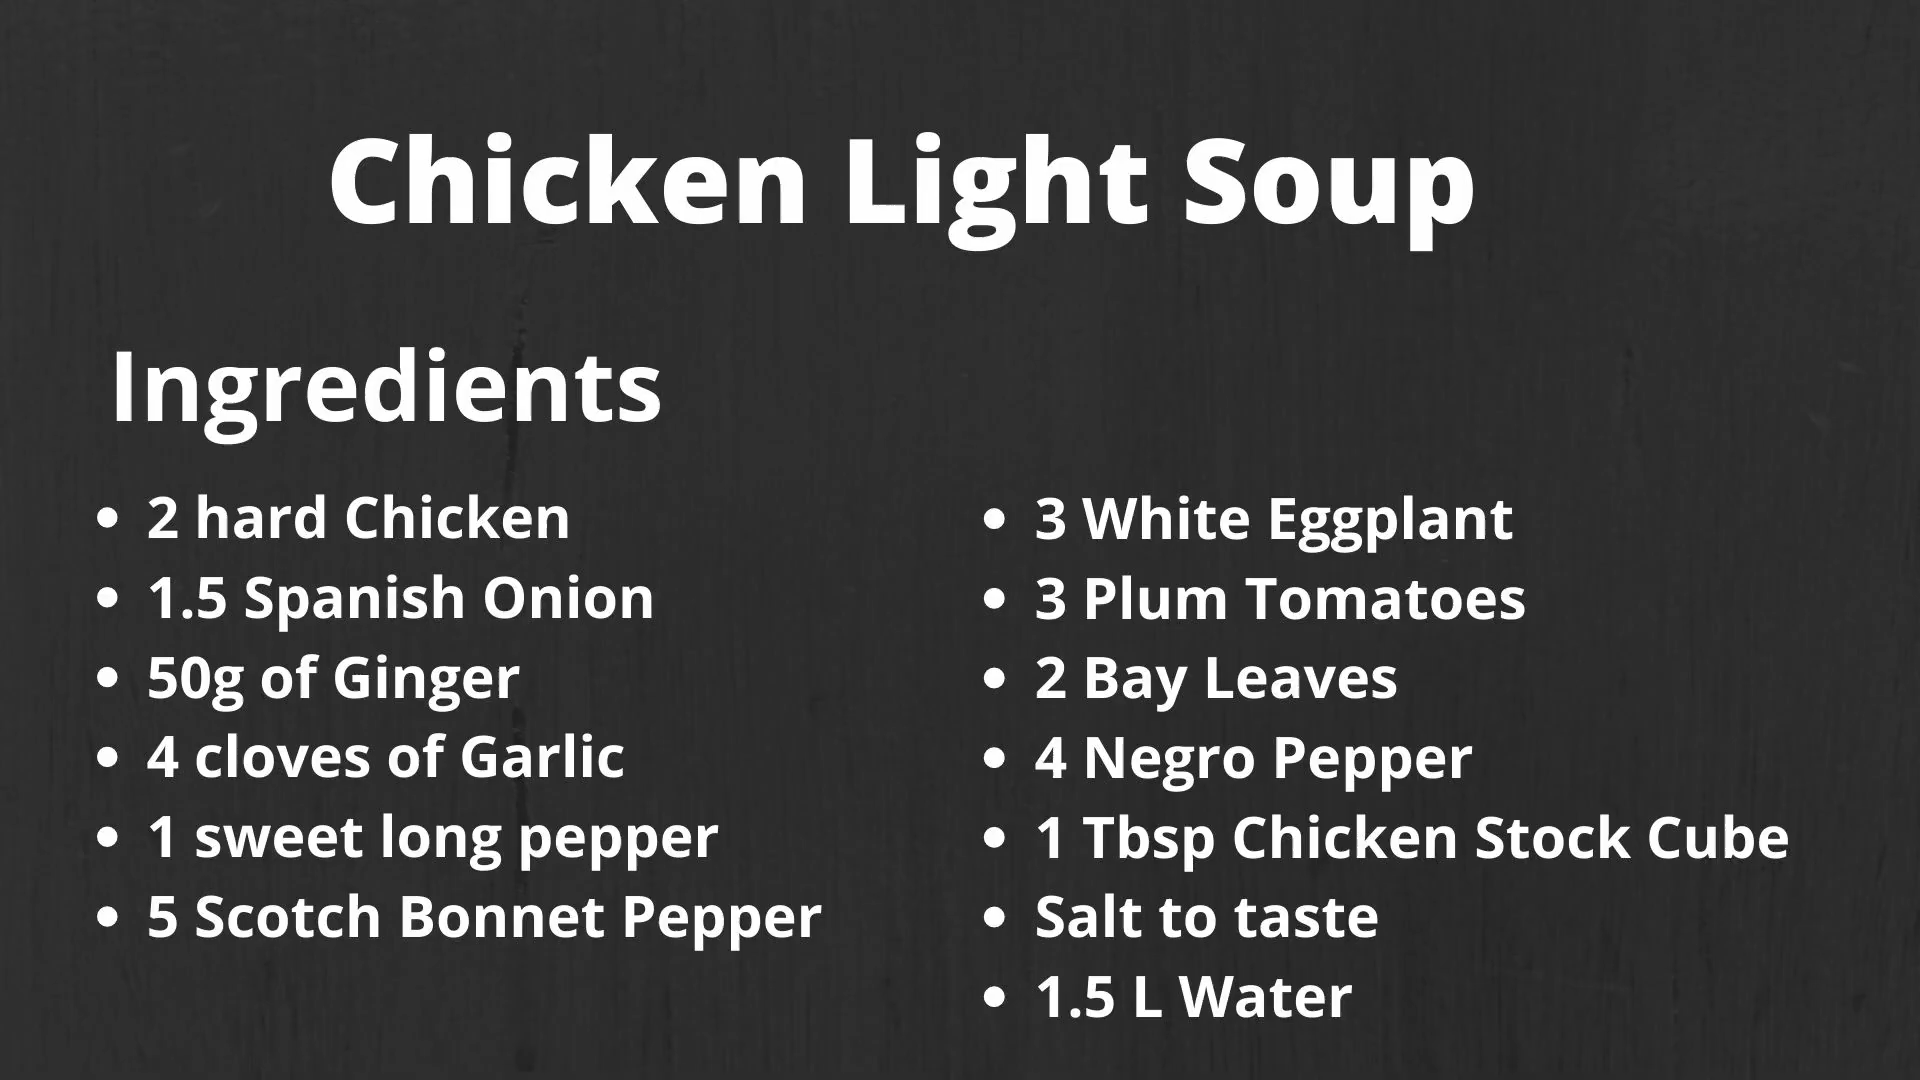 Chicken Light Soup
Ingredients
• 2 hard Chicken
• 1.5 Spanish Onion
• 50g of Ginger
• 4 cloves of Garlic
• 1 sweet long pepper
• 5 Scotch Bonnet Pepper
• 3 White Eggplant
• 3 Plum Tomatoes
• 2 Bay Leaves
• 4 Negro Pepper
• 1 Tbsp Chicken Stock Cube
• Salt to taste
• 1.5 L Water